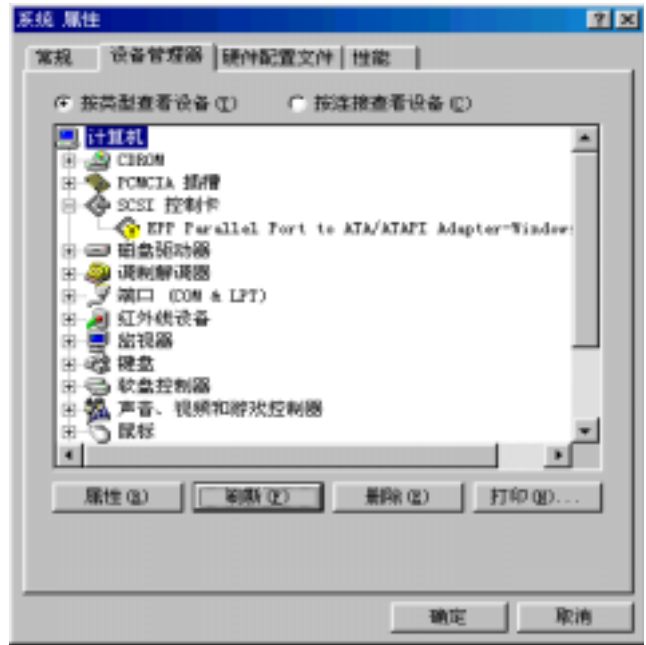 系统 属性
常规 设备管理器 硬件配置文件 性能
按类型查看设备(T) 按连接查看设备(C)
计算机
CDROM
PCMCIA 插槽
SCSI 控制卡
EPP Parallel Port to ATA/ATAPI Adapter-Window
磁盘驱动器
调制解调器
端口 (COM & LPT)
红外线设备
监视器
键盘
软盘控制器
声音、视频和游戏控制器
鼠标
属性(R) 刷新(F) 删除(E) 打印(N)...
确定 取消